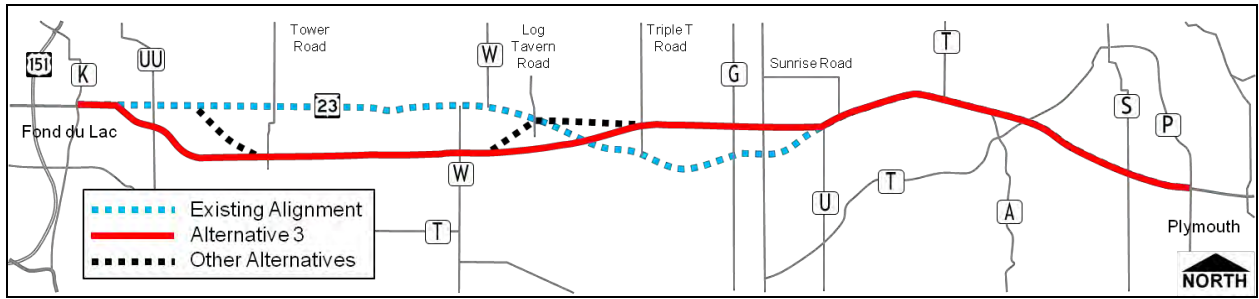 Tower
Road
Log
Tavern
Road
Triple T
Road
151
K
UU
W
G
Sunrise Road
T
23
S
P
Fond du Lac
W
T
U
A
T
Existing Alignment
Alternative 3
Other Alternatives
Plymouth
NORTH